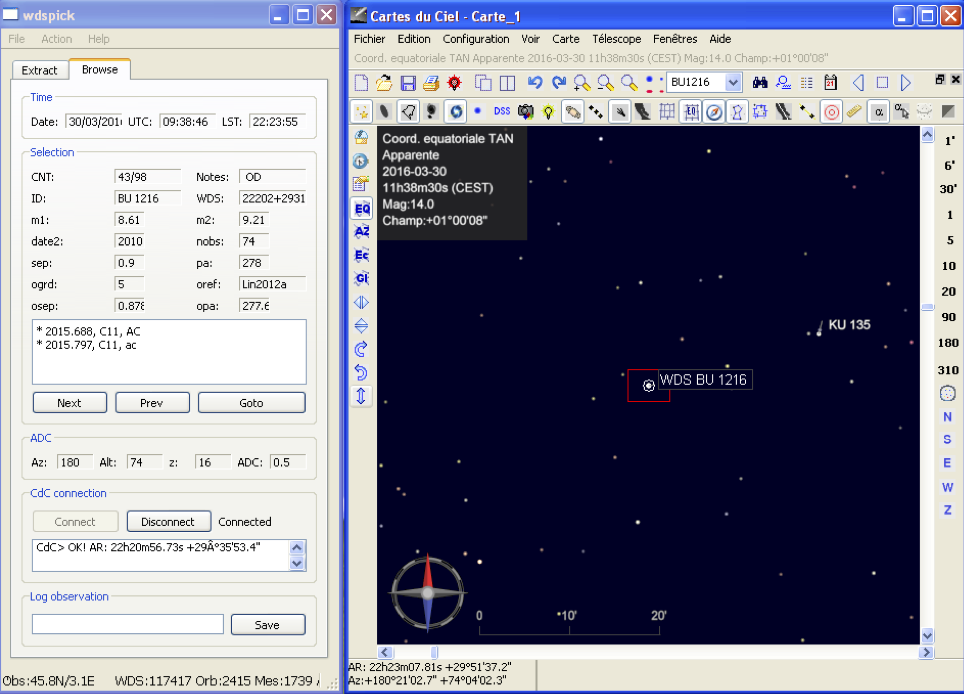 wdspick
File Action Help
Extract Browse
Time
Date: 30/03/201 UTC: 09:38:46 LST: 22:23:55
Selection
CNT: 43/98 Notes: OD
ID: BU 1216 WDS: 22202+2931
m1: 8.61 m2: 9.21
date2: 2010 nobs: 74
sep: 0.9 pa: 278
ogrd: 5 oref: Lin2012a
osep: 0.878 opa: 277.6
* 2015.688, C11, AC
* 2015.797, C11, ac
Next Prev Goto
ADC
Az: 180 Alt: 74 z: 16 ADC: 0.5
CdC connection
Connect Disconnect Connected
CdC> OK! AR: 22h20m56.73s +29Â°35'53.4"
Log observation
Save
Obs:45.8N/3.1E WDS:117417 Orb:2415 Mes:1739 /
Cartes du Ciel - Carte_1
Fichier Edition Configuration Voir Carte Télescope Fenêtres Aide
Coord. equatoriale TAN Apparente 2016-03-30 11h38m30s (CEST) Mag:14.0 Champ:+01°00'08"
BU1216
DSS
Coord. equatoriale TAN
Apparente
2016-03-30
11h38m30s (CEST)
Mag:14.0
Champ:+01°00'08"
EQ
AZ
Ec
Gl
KU 135
WDS BU 1216
0 10' 20'
1°
6°
30'
1
5
10
20
90
180
310
N
S
E
W
Z
AR: 22h23m07.81s +29°51'37.2"
Az:+180°21'02.7" +74°04'02.3"